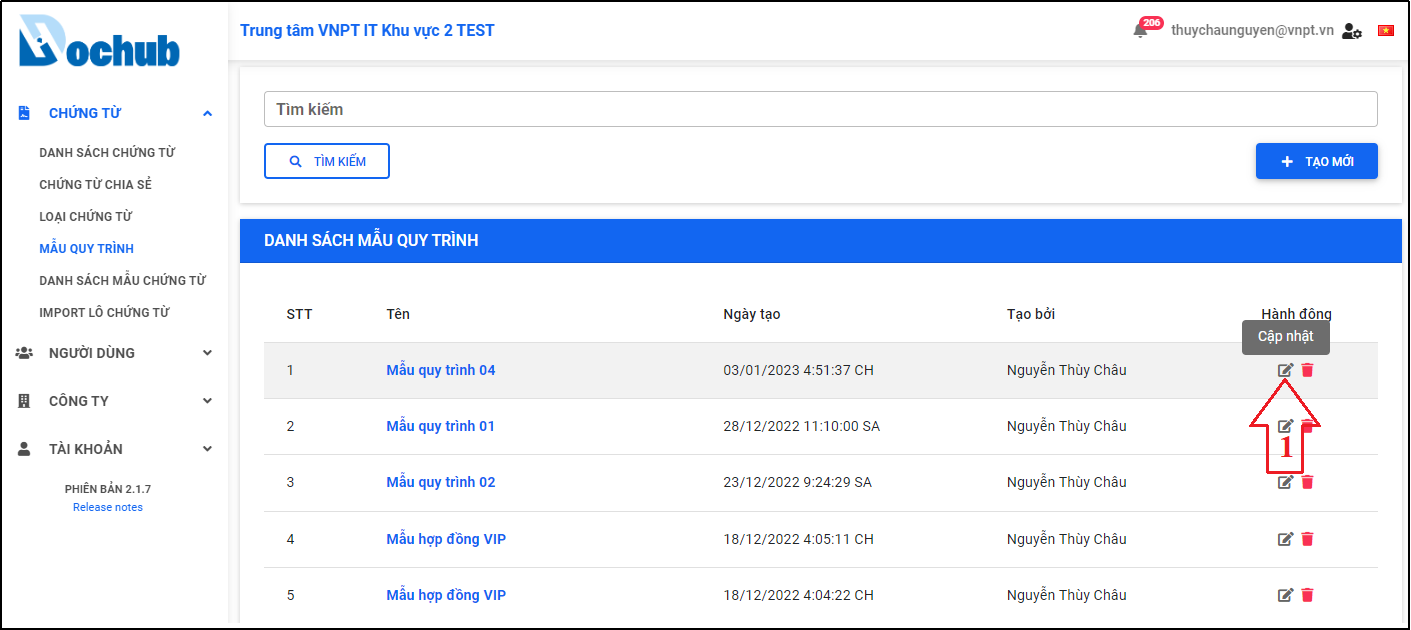 Dochub
Trung tâm VNPT IT Khu vực 2 TEST
206
thuychaunguyen@vnpt.vn
CHỨNG TỪ
DANH SÁCH CHỨNG TỪ
CHỨNG TỪ CHIA SẺ
LOẠI CHỨNG TỪ
MẪU QUY TRÌNH
DANH SÁCH MẪU CHỨNG TỪ
IMPORT LÔ CHỨNG TỪ
NGƯỜI DÙNG
CÔNG TY
TÀI KHOẢN
PHIÊN BẢN 2.1.7
Release notes
Tìm kiếm
TÌM KIẾM
TẠO MỚI
DANH SÁCH MẪU QUY TRÌNH
STT Tên Ngày tạo Tạo bởi Hành động
Cập nhật
1 Mẫu quy trình 04 03/01/2023 4:51:37 CH Nguyễn Thùy Châu
2 Mẫu quy trình 01 28/12/2022 11:10:00 SA Nguyễn Thùy Châu
1
3 Mẫu quy trình 02 23/12/2022 9:24:29 SA Nguyễn Thùy Châu
4 Mẫu hợp đồng VIP 18/12/2022 4:05:11 CH Nguyễn Thùy Châu
5 Mẫu hợp đồng VIP 18/12/2022 4:04:22 CH Nguyễn Thùy Châu